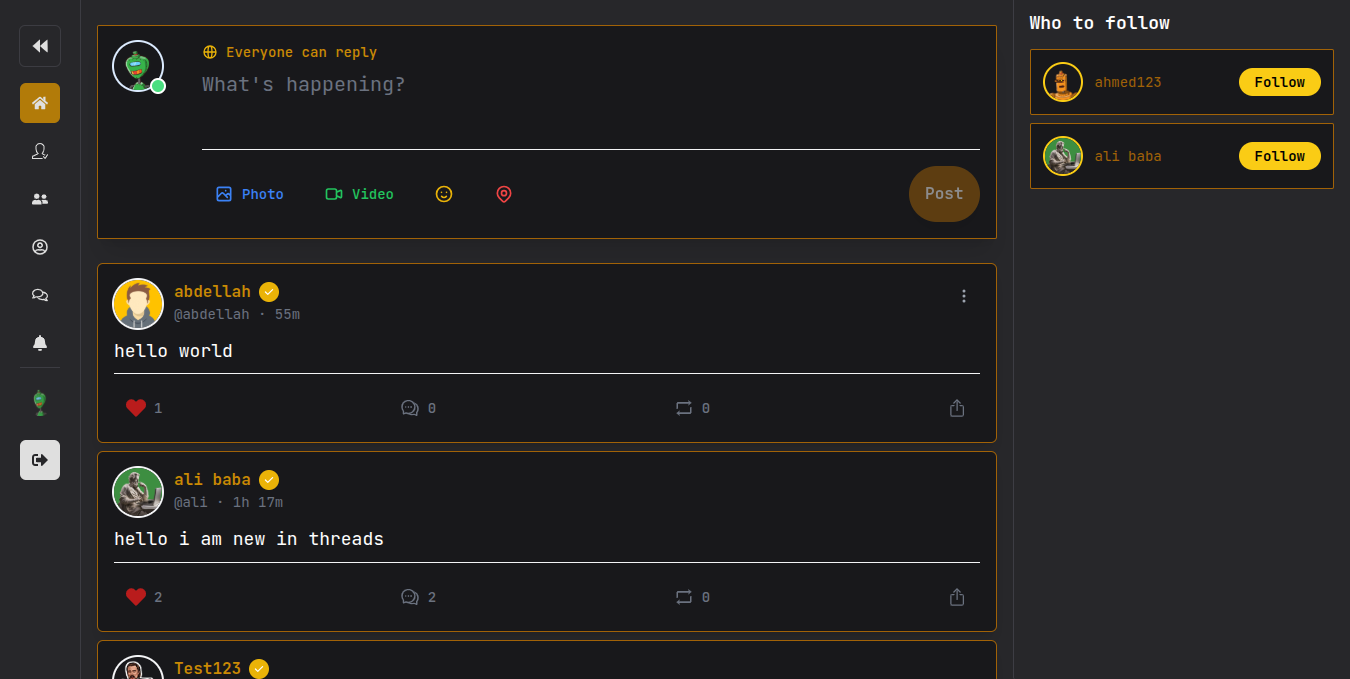 Everyone can reply
What's happening?
Photo Video Post
abdellah
@abdellah · 55m
hello world
1 0 0
ali baba
@ali · 1h 17m
hello i am new in threads
2 2 0
Test123
Who to follow
ahmed123 Follow
ali baba Follow